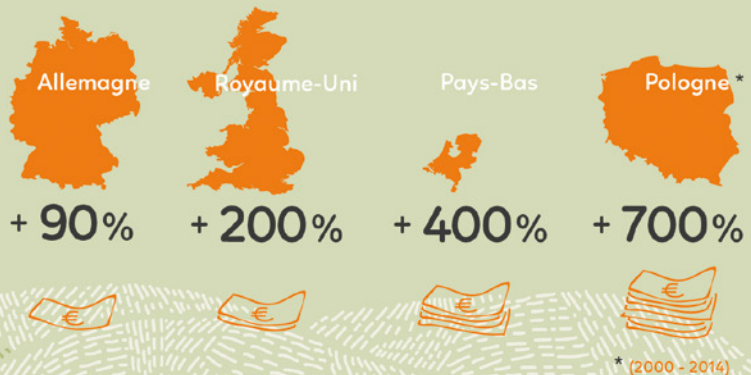 Allemagne
Royaume-Uni
Pays-Bas
Pologne *
+ 90%
+ 200%
+ 400%
+ 700%
€
€
€
€
* (2000 - 2014)